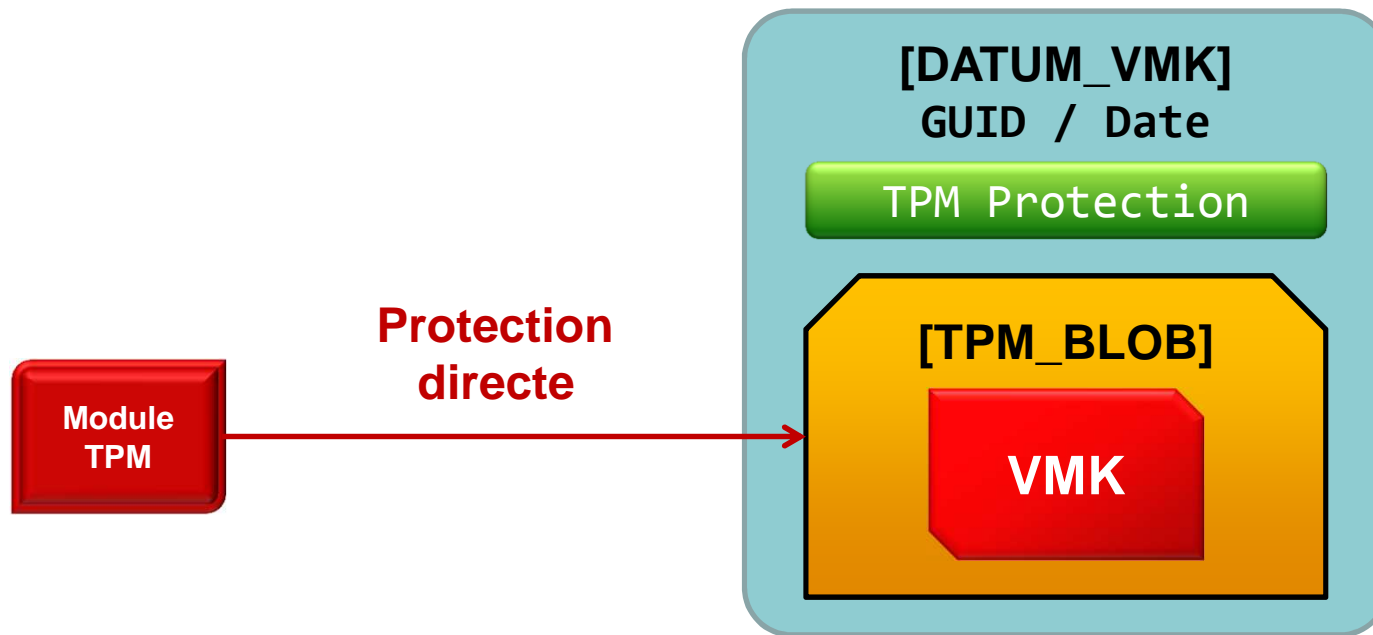 [DATUM_VMK]
GUID / Date
TPM Protection
Protection
directe
[TPM_BLOB]
Module
TPM
VMK